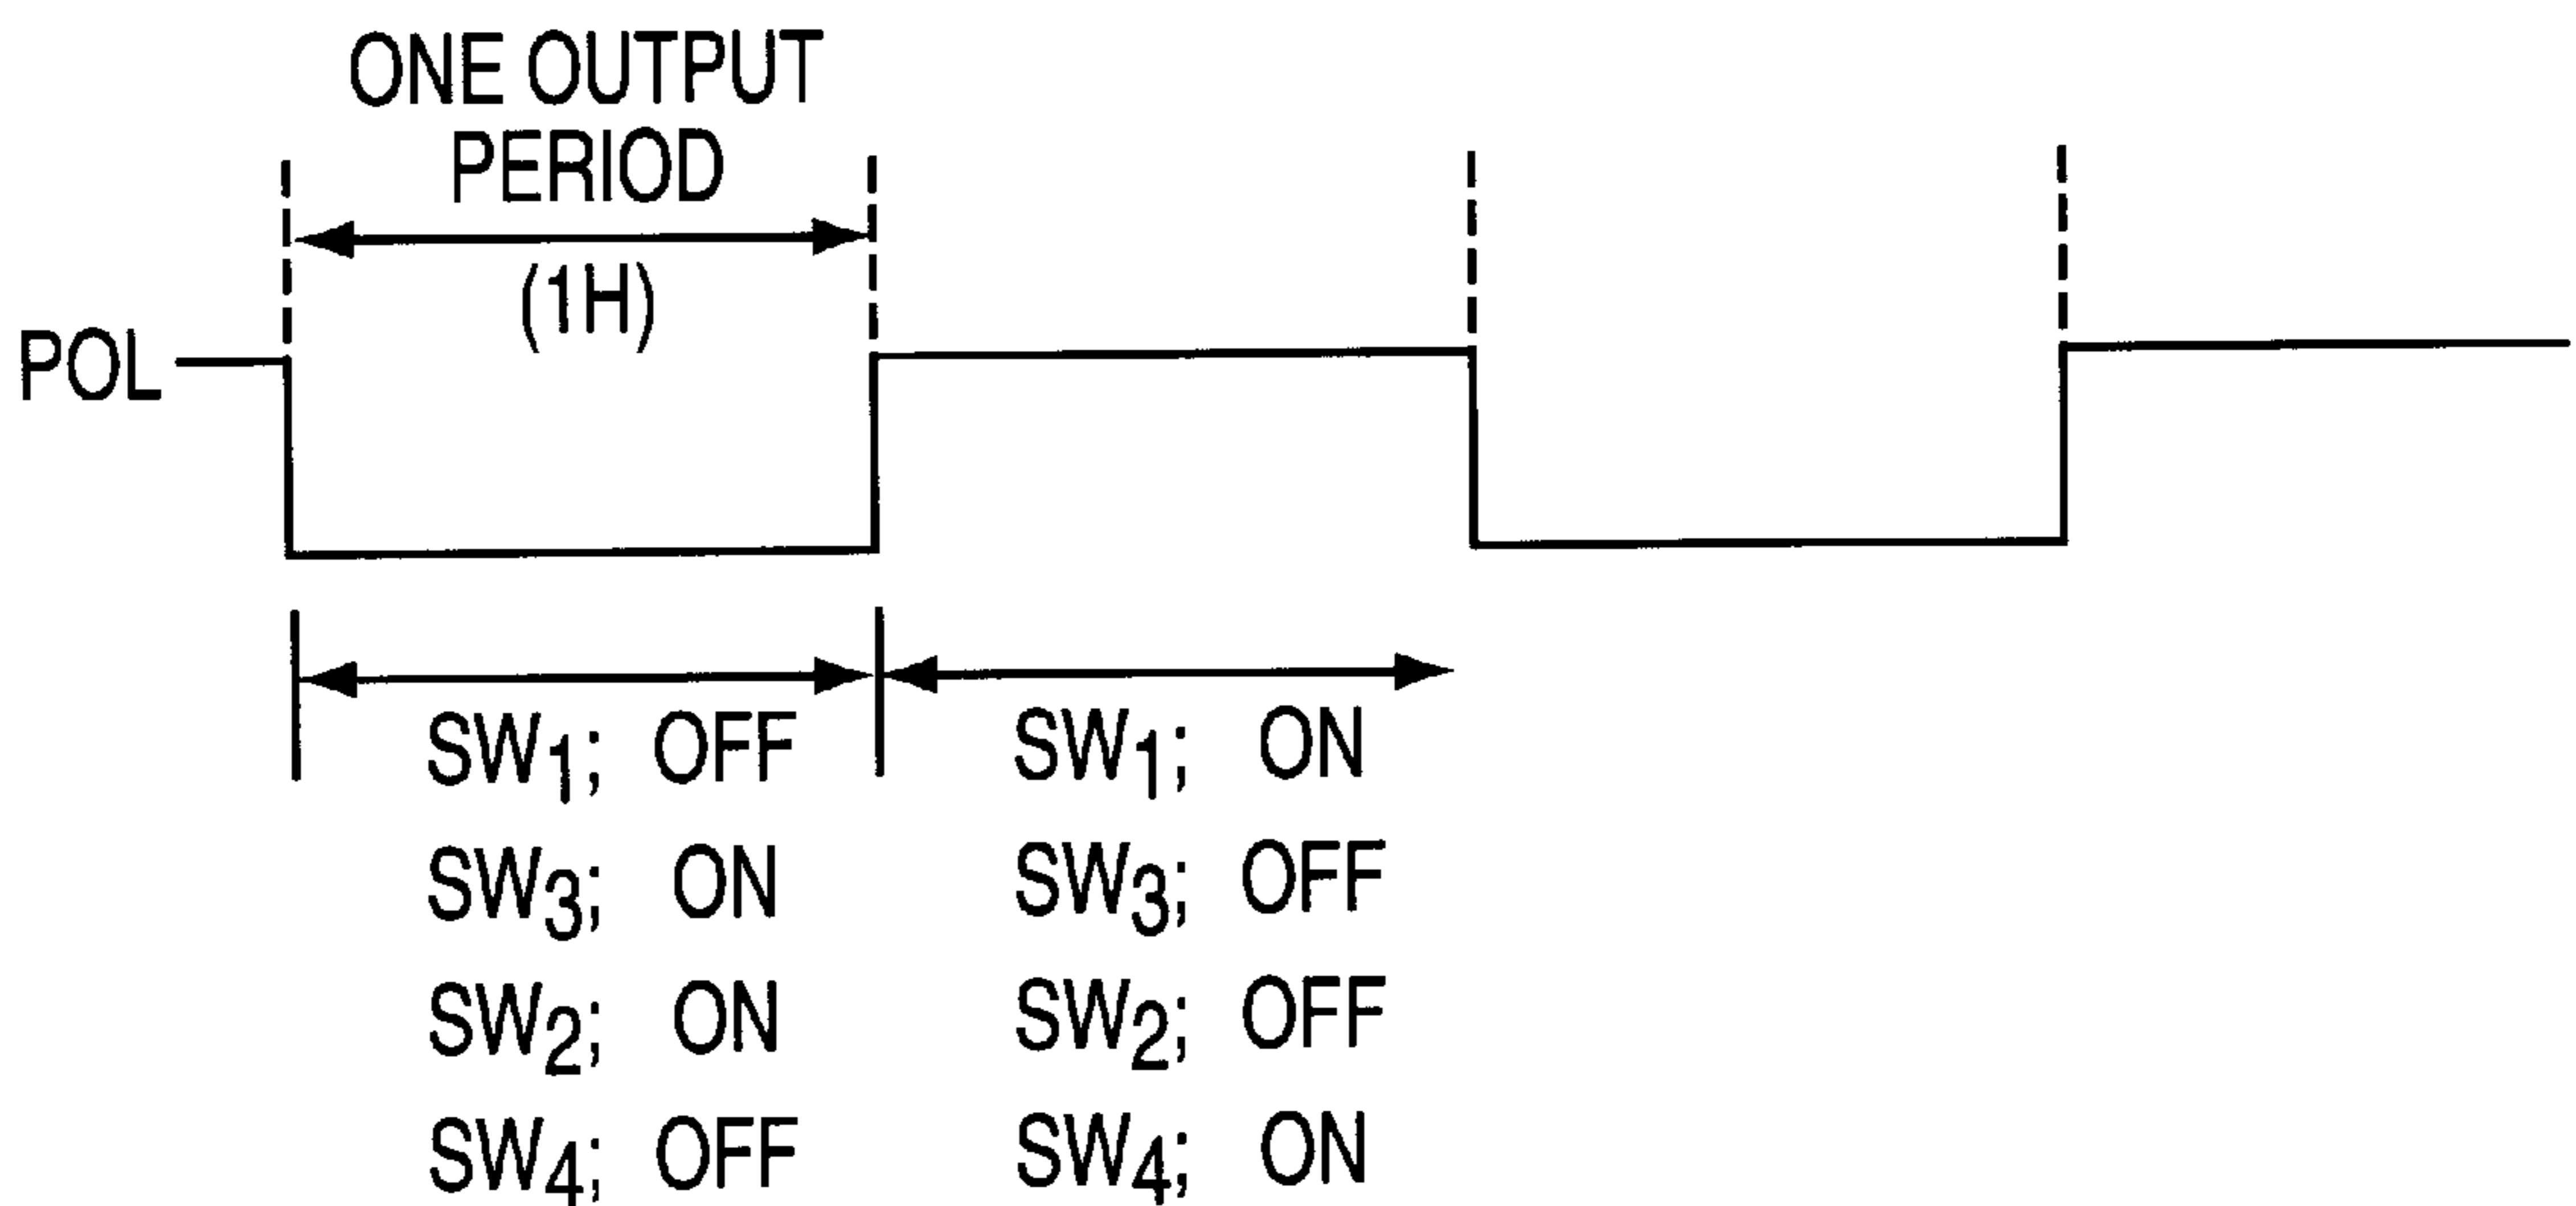 ONE OUTPUT
PERIOD
(1H)
POL
SW1; OFF SW1; ON
SW3; ON SW3; OFF
SW2; ON SW2; OFF
SW4; OFF SW4; ON